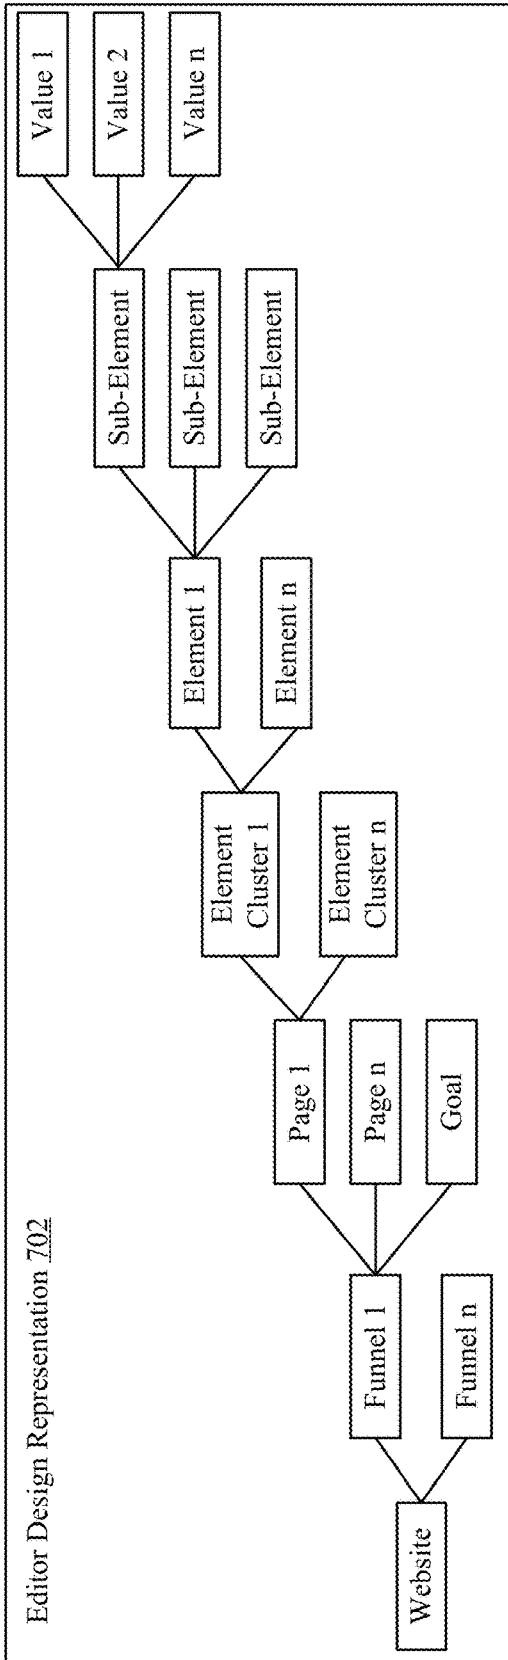 Editor Design Representation 702
Website
Funnel 1
Funnel n
Page 1
Page n
Goal
Element
Cluster 1
Element
Cluster n
Element 1
Element n
Sub-Element
Sub-Element
Sub-Element
Value 1
Value 2
Value n